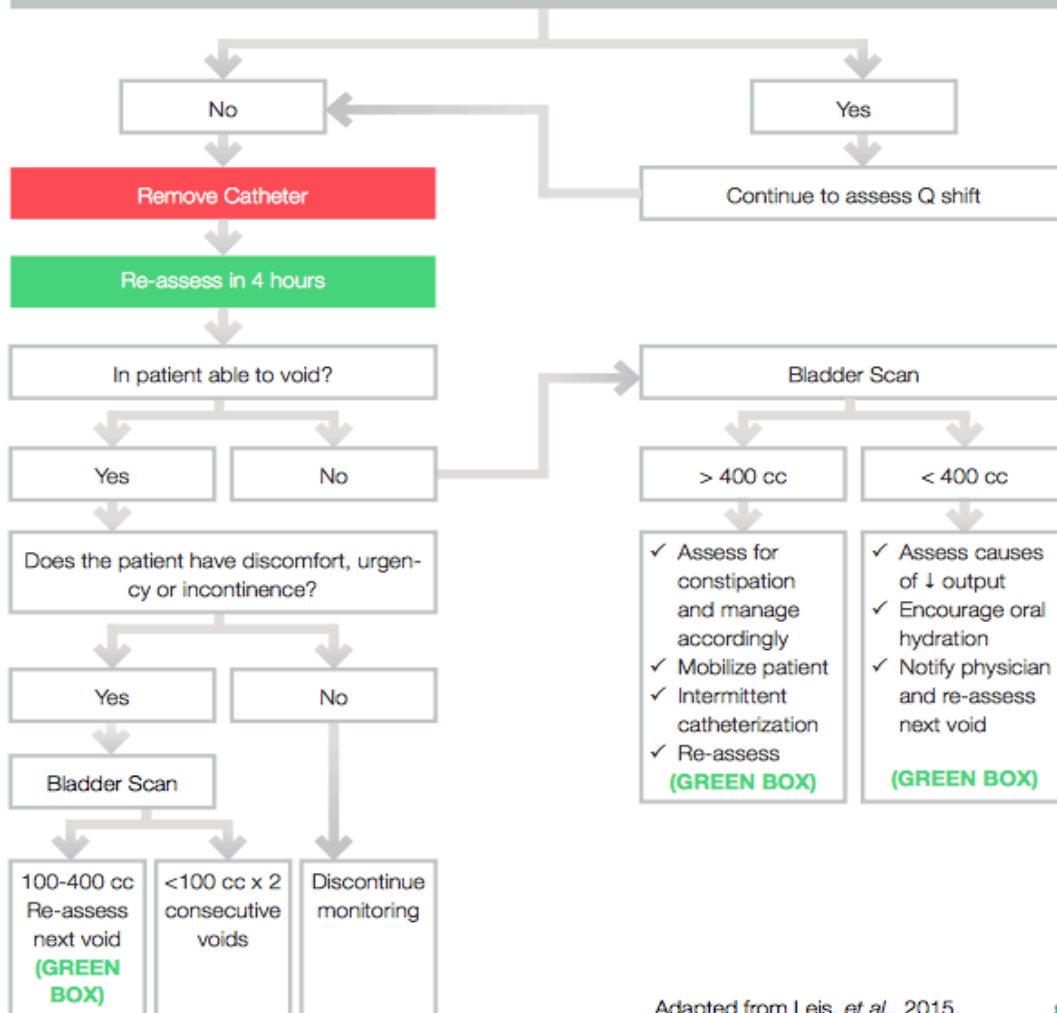 No
Yes
Remove Catheter
Continue to assess Q shift
Re-assess in 4 hours
In patient able to void?
Bladder Scan
Yes
No
> 400 cc
< 400 cc
Does the patient have discomfort, urgen-
cy or incontinence?
✓ Assess for
constipation
and manage
accordingly
✓ Mobilize patient
✓ Intermittent
catheterization
✓ Re-assess
(GREEN BOX)
✓ Assess causes
of ↓ output
✓ Encourage oral
hydration
✓ Notify physician
and re-assess
next void
(GREEN BOX)
Yes
No
Bladder Scan
100-400 cc
Re-assess
next void
(GREEN
BOX)
<100 cc x 2
consecutive
voids
Discontinue
monitoring
Adapted from Leis, et al., 2015.